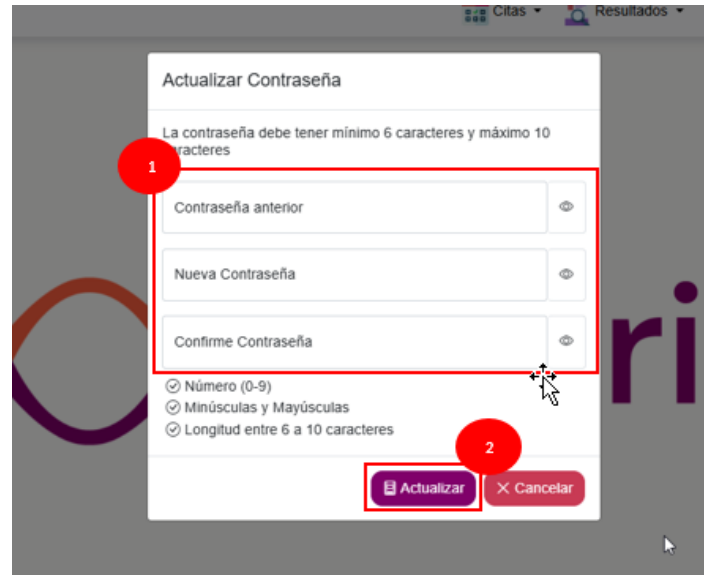 Citas
Resultados
Actualizar Contraseña
La contraseña debe tener mínimo 6 caracteres y máximo 10
caracteres
1
Contraseña anterior
Nueva Contraseña
ri
Confirme Contraseña
Número (0-9)
Minúsculas y Mayúsculas
Longitud entre 6 a 10 caracteres
2
Actualizar
Cancelar